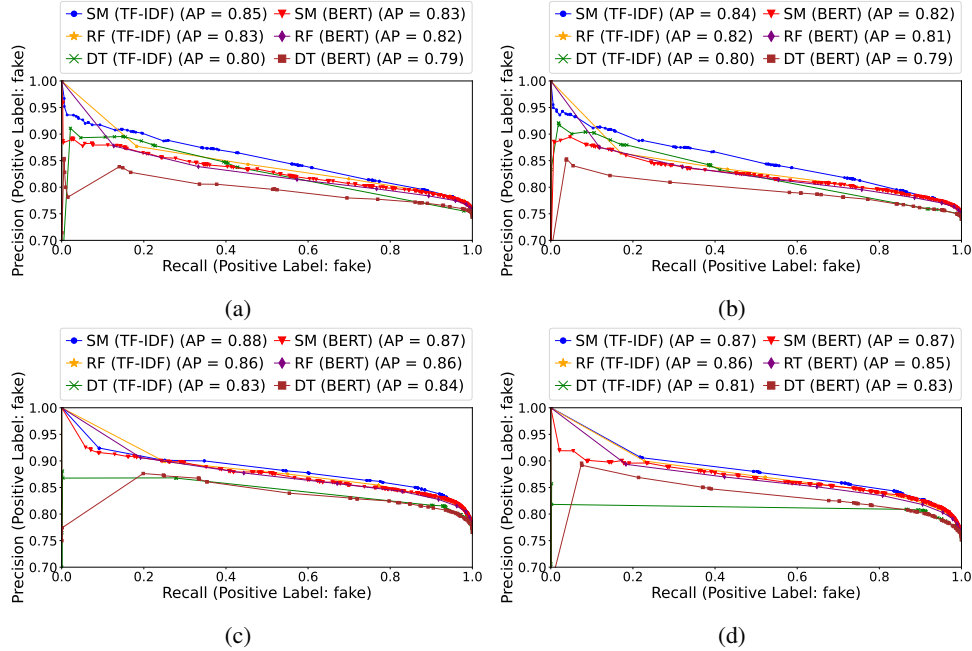 SM (TF-IDF) (AP = 0.85) SM (BERT) (AP = 0.83)
RF (TF-IDF) (AP = 0.83) RF (BERT) (AP = 0.82)
DT (TF-IDF) (AP = 0.80) DT (BERT) (AP = 0.79)
Precision (Positive Label: fake)
1.00
0.95
0.90
0.85
0.80
0.75
0.70
0.0 0.2 0.4 0.6 0.8 1.0
Recall (Positive Label: fake)
(a)
SM (TF-IDF) (AP = 0.84) SM (BERT) (AP = 0.82)
RF (TF-IDF) (AP = 0.82) RF (BERT) (AP = 0.81)
DT (TF-IDF) (AP = 0.80) DT (BERT) (AP = 0.79)
Precision (Positive Label: fake)
1.00
0.95
0.90
0.85
0.80
0.75
0.70
0.0 0.2 0.4 0.6 0.8 1.0
Recall (Positive Label: fake)
(b)
SM (TF-IDF) (AP = 0.88) SM (BERT) (AP = 0.87)
RF (TF-IDF) (AP = 0.86) RF (BERT) (AP = 0.86)
DT (TF-IDF) (AP = 0.83) DT (BERT) (AP = 0.84)
Precision (Positive Label: fake)
1.00
0.95
0.90
0.85
0.80
0.75
0.70
0.0 0.2 0.4 0.6 0.8 1.0
Recall (Positive Label: fake)
(c)
SM (TF-IDF) (AP = 0.87) SM (BERT) (AP = 0.87)
RF (TF-IDF) (AP = 0.86) RT (BERT) (AP = 0.85)
DT (TF-IDF) (AP = 0.81) DT (BERT) (AP = 0.83)
Precision (Positive Label: fake)
1.00
0.95
0.90
0.85
0.80
0.75
0.70
0.0 0.2 0.4 0.6 0.8 1.0
Recall (Positive Label: fake)
(d)